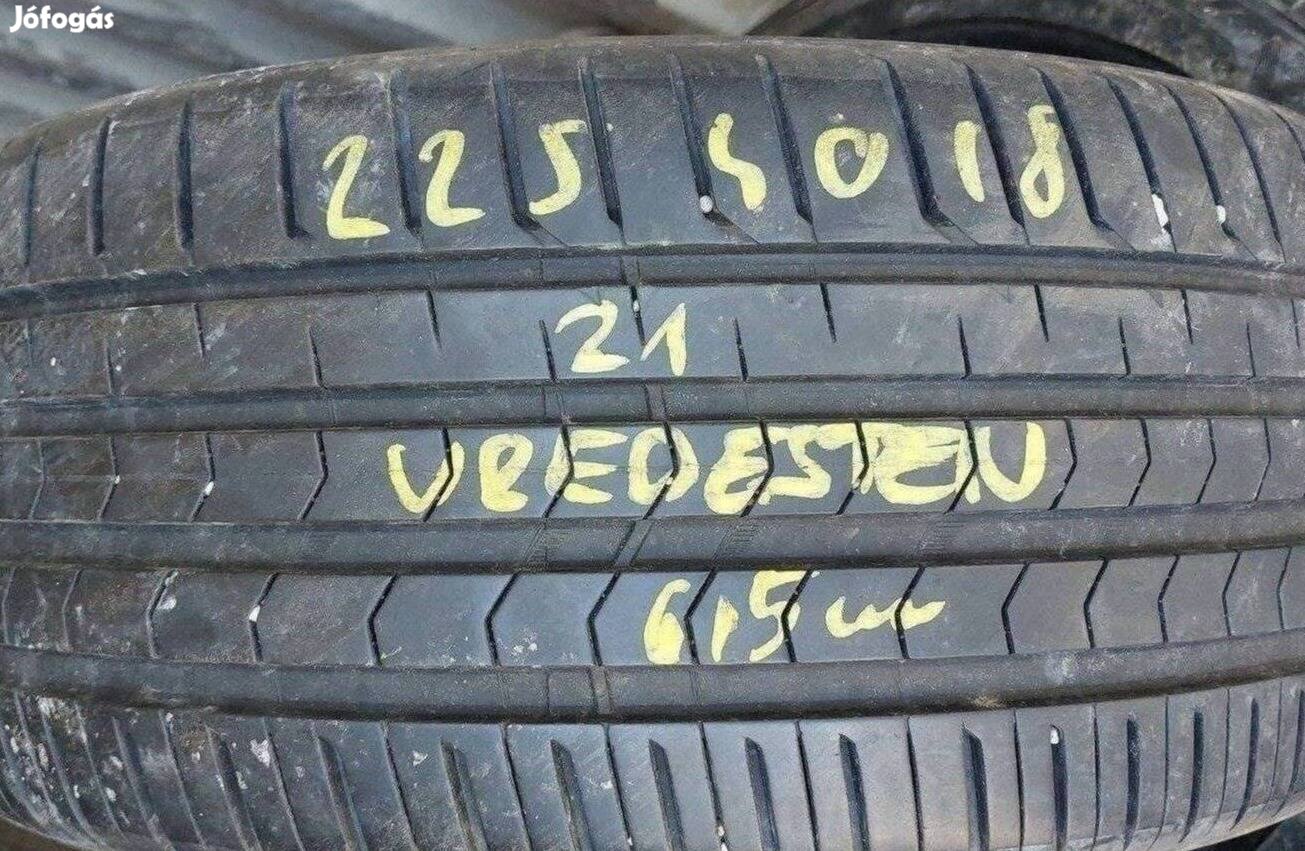 Jófogás
225 40 18
21
VREDESTEIN
6,5 mm